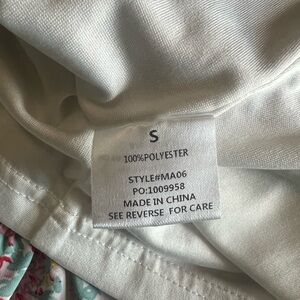 S
100%POLYESTER
STYLE#MA06
PO:1009958
MADE IN CHINA
SEE REVERSE FOR CARE